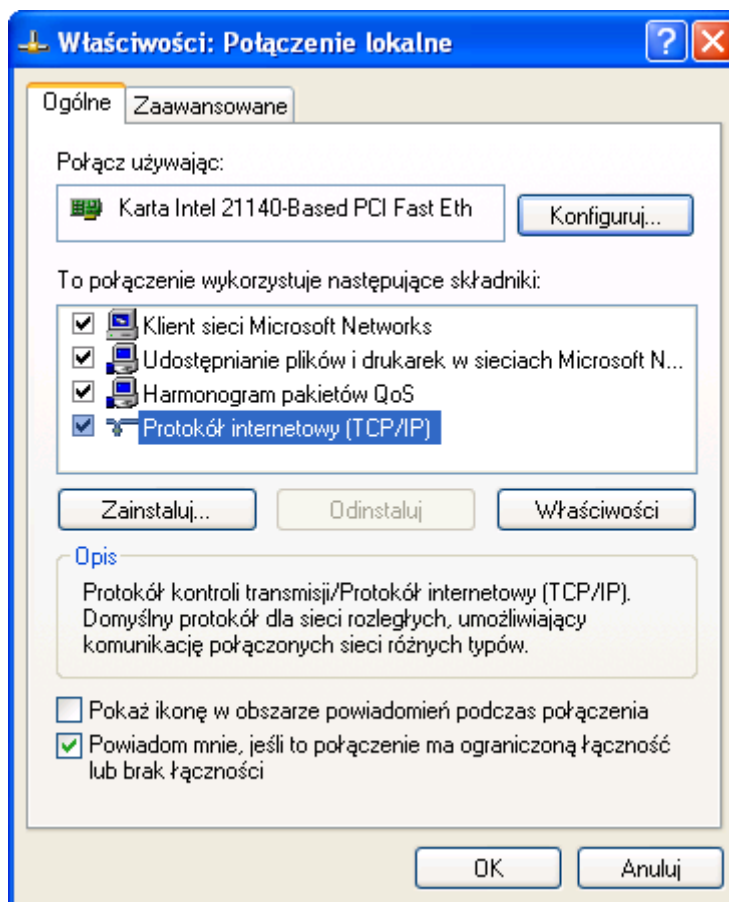 Właściwości: Połączenie lokalne
Ogólne
Zaawansowane
Połącz używając:
Karta Intel 21140-Based PCI Fast Eth
Konfiguruj...
To połączenie wykorzystuje następujące składniki:
Klient sieci Microsoft Networks
Udostępnianie plików i drukarek w sieciach Microsoft N...
Harmonogram pakietów QoS
Protokół internetowy (TCP/IP)
Zainstaluj...
Odinstaluj
Właściwości
Opis
Protokół kontroli transmisji/Protokół internetowy (TCP/IP).
Domyślny protokół dla sieci rozległych, umożliwiający
komunikację połączonych sieci różnych typów.
Pokaż ikonę w obszarze powiadomień podczas połączenia
Powiadom mnie, jeśli to połączenie ma ograniczoną łączność
lub brak łączności
OK
Anuluj